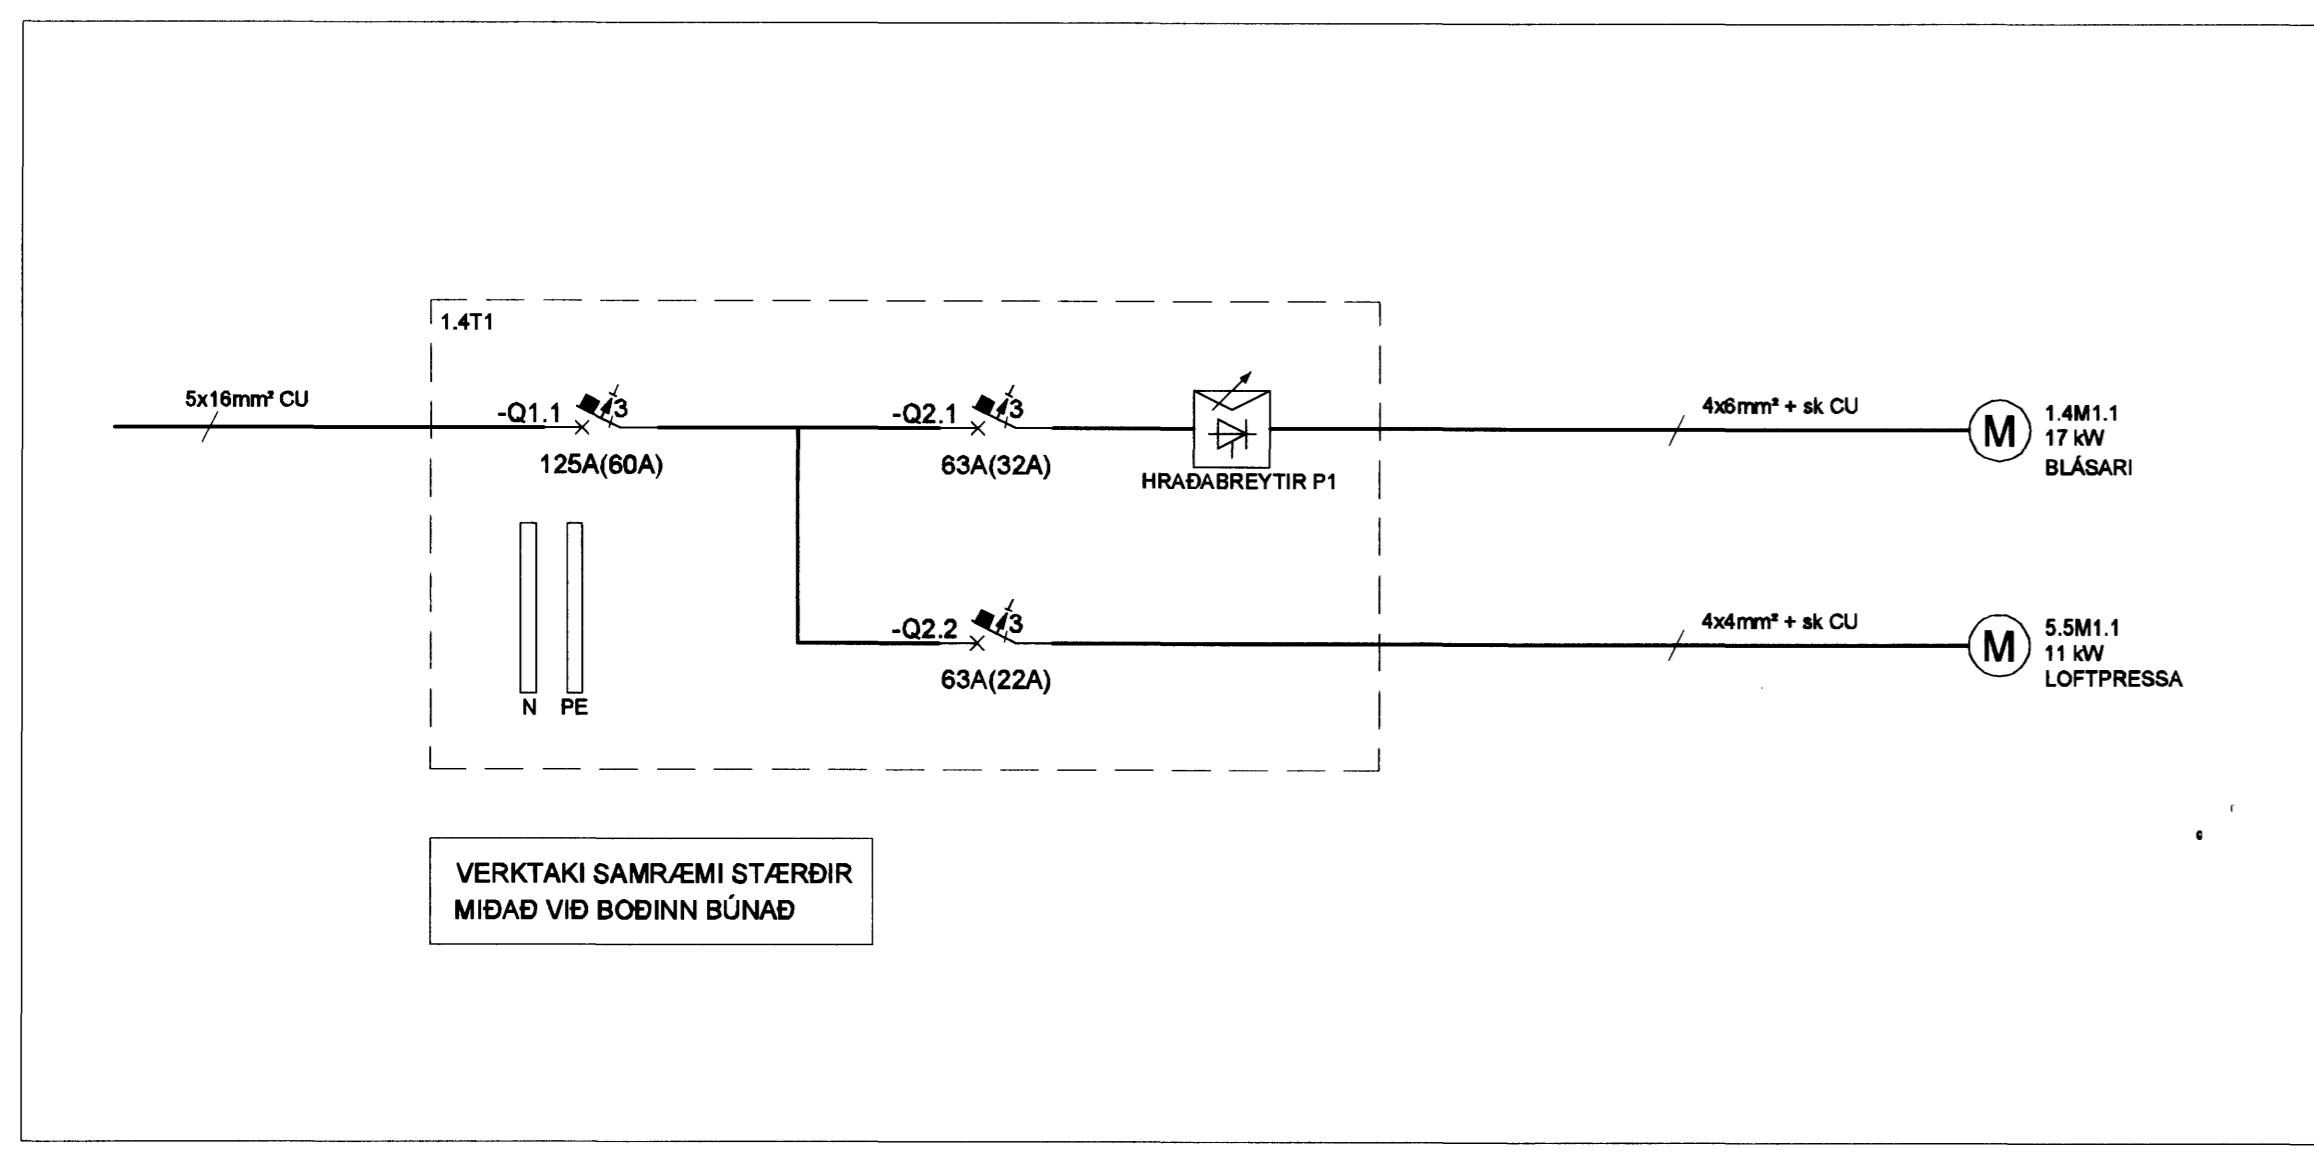 1.4T1
5x16mm² CU
-Q1.1
3
125A(60A)
-Q2.1
3
63A(32A)
HRAÐABREYTIR P1
4x6mm² + sk CU
M
1.4M1.1
17 kW
BLÁSARI
N
PE
-Q2.2
3
63A(22A)
4x4mm² + sk CU
M
5.5M1.1
11 kW
LOFTPRESSA
VERKTAKI SAMRÆMI STÆRÐIR
MIÐAÐ VIÐ BOÐINN BÚNAÐ